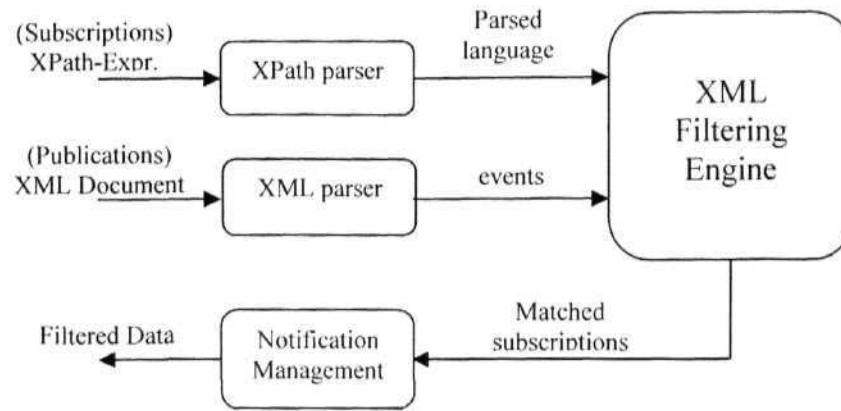 (Subscriptions)
XPath-Expr.
XPath parser
Parsed
language
XML
Filtering
Engine
(Publications)
XML Document
XML parser
events
Filtered Data
Notification
Management
Matched
subscriptions